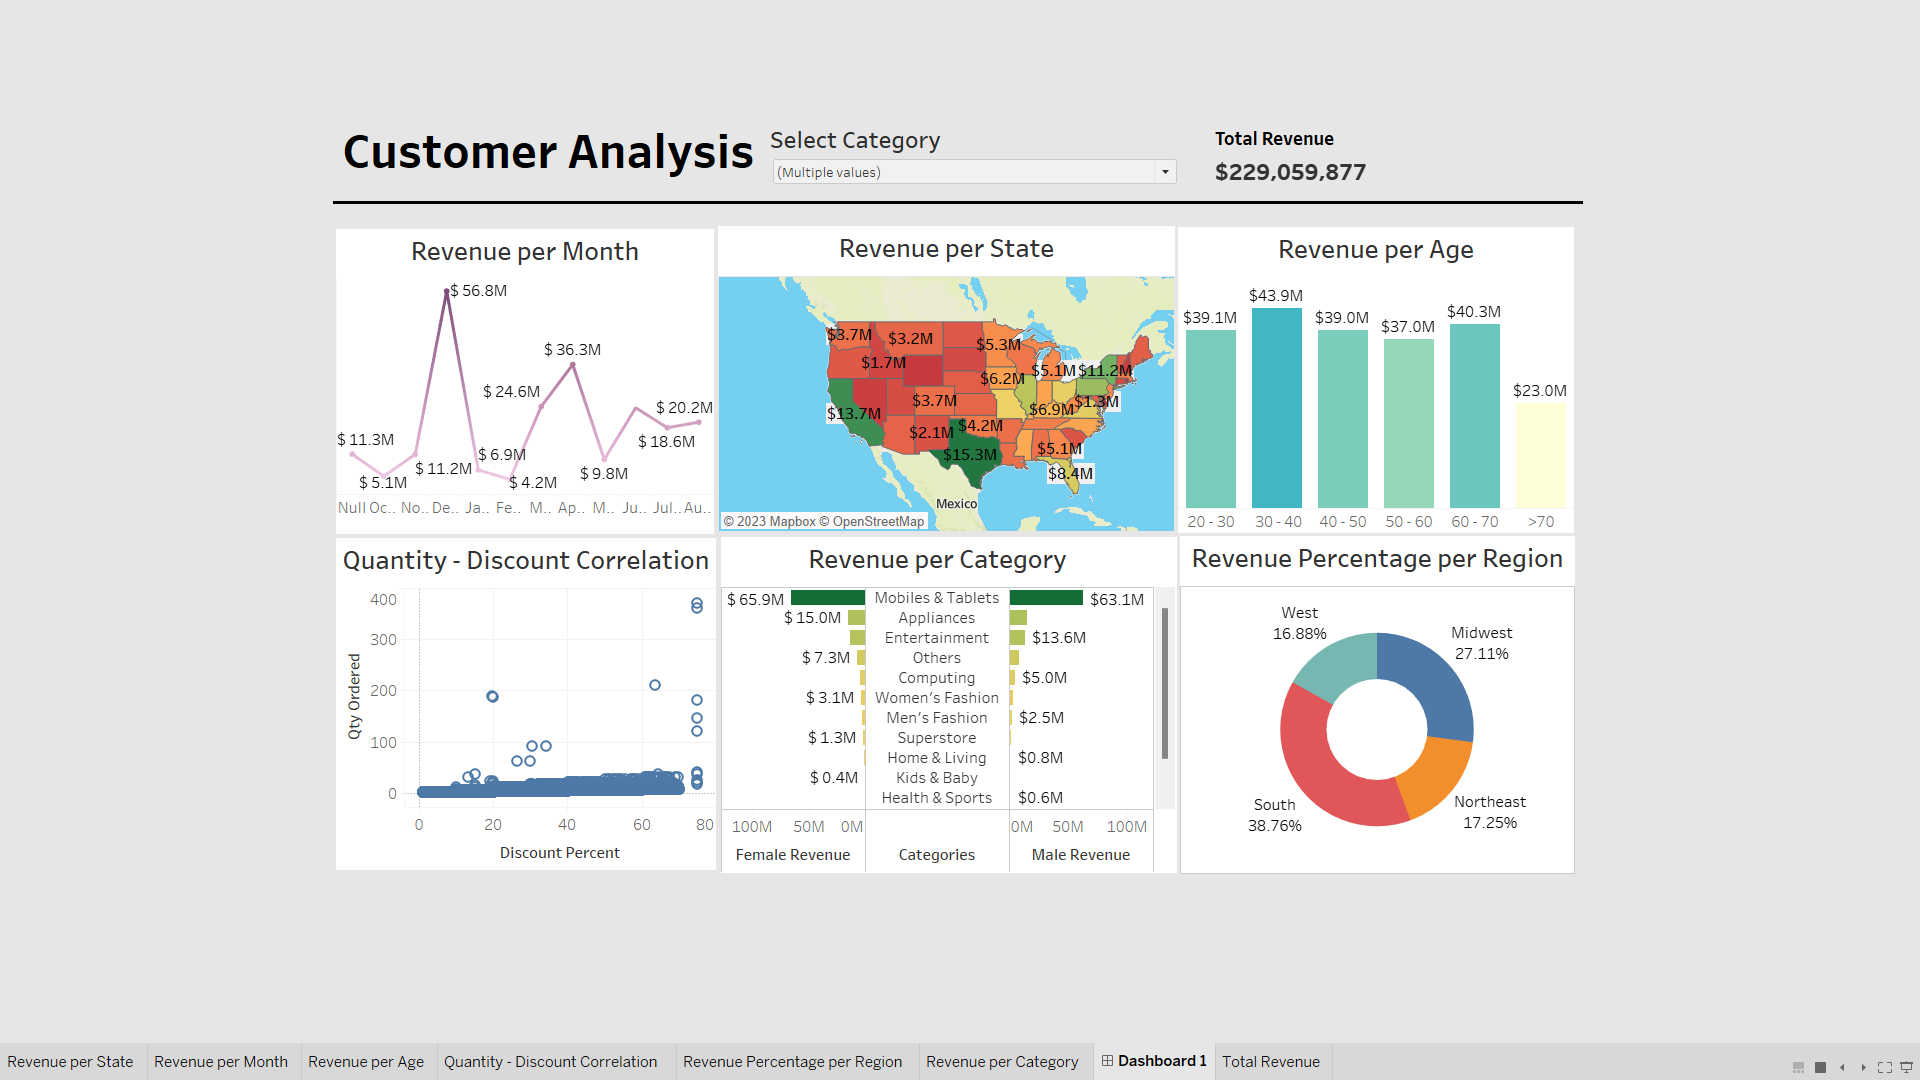 Customer Analysis
Select Category
(Multiple values)
Total Revenue
$229,059,877
Revenue per Month
$ 56.8M
$ 36.3M
$ 24.6M
$ 20.2M
$ 11.3M
$ 18.6M
$ 6.9M
$ 11.2M
$ 9.8M
$ 5.1M
$ 4.2M
Null Oc.. No.. De.. Ja.. Fe.. M.. Ap.. M.. Ju.. Jul.. Au..
Revenue per State
$3.7M
$3.2M
$5.3M
$1.7M
$5.1M
$11.2M
$6.2M
$3.7M
$1.3M
$13.7M
$6.9M
$4.2M
$2.1M
$5.1M
$15.3M
$8.4M
Mexico
© 2023 Mapbox © OpenStreetMap
Revenue per Age
$39.1M
$43.9M
$39.0M
$37.0M
$40.3M
$23.0M
20 - 30 30 - 40 40 - 50 50 - 60 60 - 70 >70
Quantity - Discount Correlation
Qty Ordered
400
300
200
100
0
0 20 40 60 80
Discount Percent
Revenue per Category
$ 65.9M Mobiles & Tablets $63.1M
$ 15.0M Appliances
Entertainment $13.6M
$ 7.3M Others
Computing $5.0M
$ 3.1M Women's Fashion
Men's Fashion $2.5M
$ 1.3M Superstore
Home & Living $0.8M
$ 0.4M Kids & Baby
Health & Sports $0.6M
100M 50M 0M 0M 50M 100M
Female Revenue Categories Male Revenue
Revenue Percentage per Region
West
16.88%
Midwest
27.11%
South
38.76%
Northeast
17.25%
Revenue per State Revenue per Month Revenue per Age Quantity - Discount Correlation Revenue Percentage per Region Revenue per Category Dashboard 1 Total Revenue